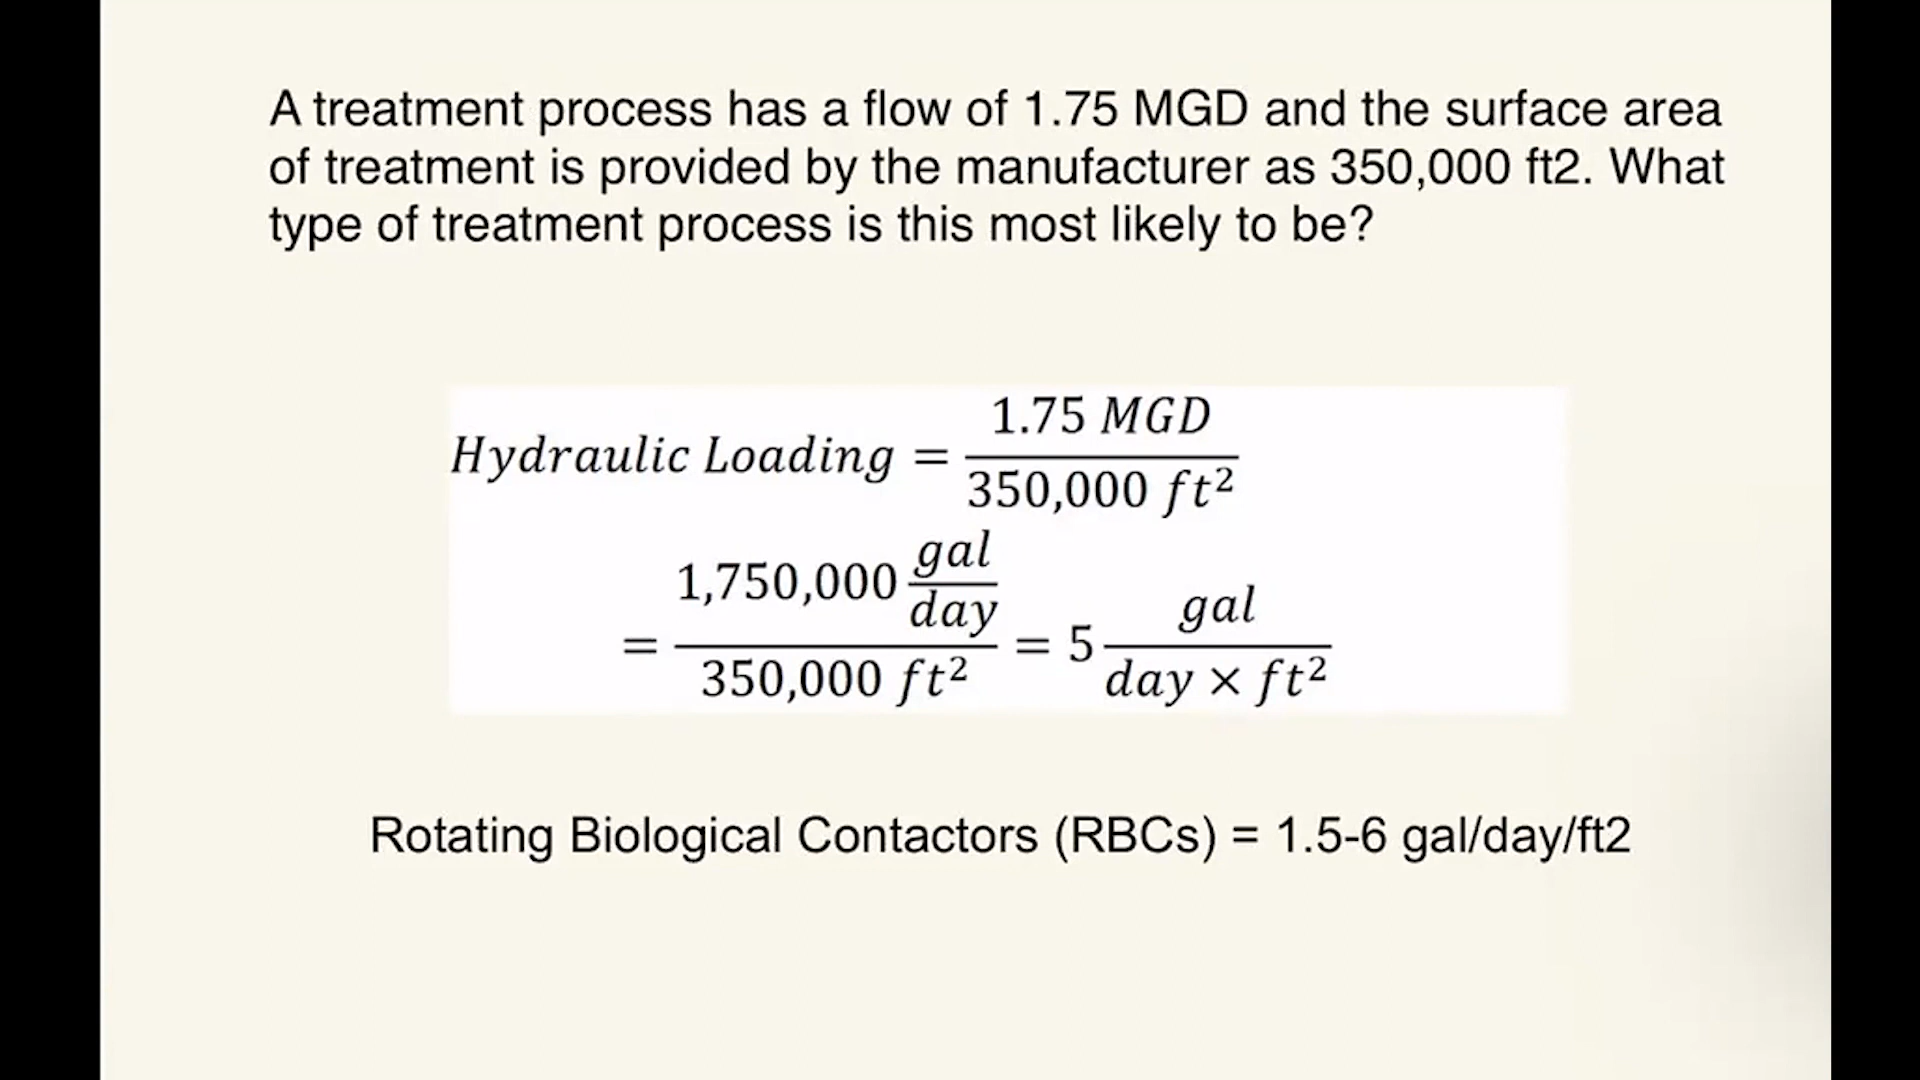 A treatment process has a flow of 1.75 MGD and the surface area
of treatment is provided by the manufacturer as 350,000 ft2. What
type of treatment process is this most likely to be?
Hydraulic Loading = 1.75 MGD / 350,000 ft²
= 1,750,000 gal/day / 350,000 ft² = 5 gal / day × ft²
Rotating Biological Contactors (RBCs) = 1.5-6 gal/day/ft2